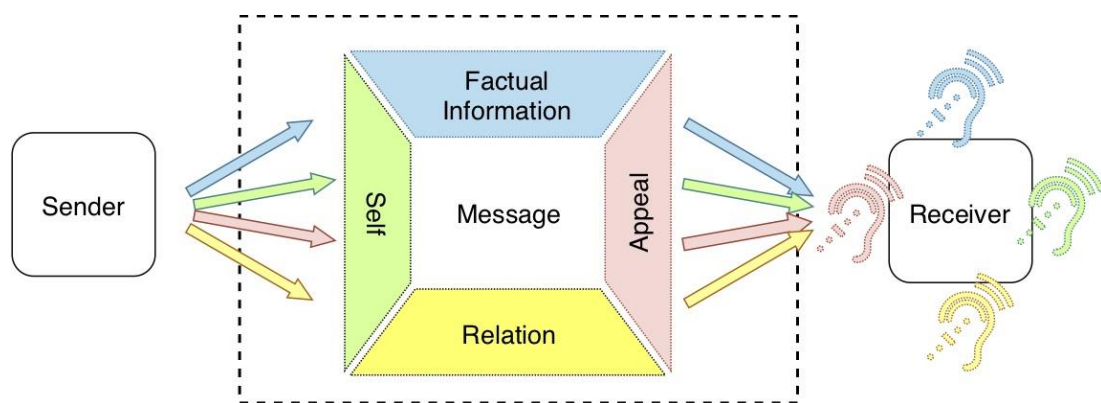 Sender
Factual
Information
Self
Message
Appeal
Relation
Receiver